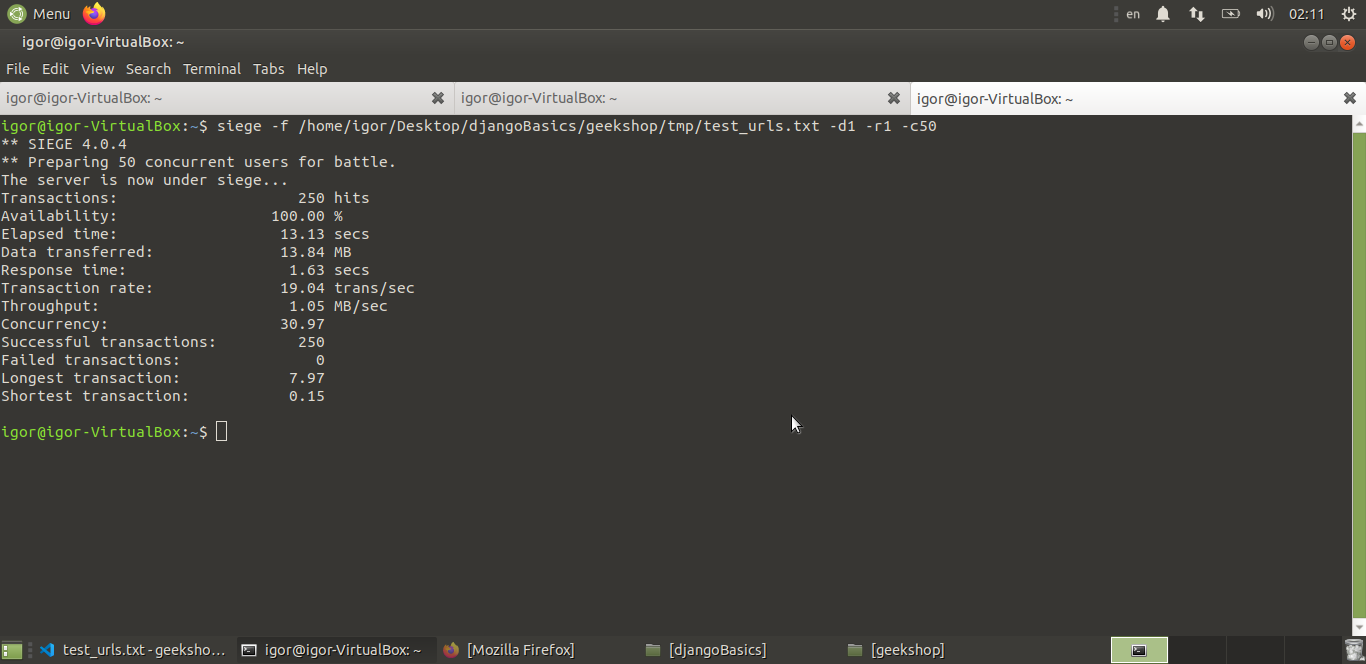 Menu en 02:11
igor@igor-VirtualBox: ~
File Edit View Search Terminal Tabs Help
igor@igor-VirtualBox: ~ igor@igor-VirtualBox: ~ igor@igor-VirtualBox: ~
igor@igor-VirtualBox:~$ siege -f /home/igor/Desktop/djangoBasics/geekshop/tmp/test_urls.txt -d1 -r1 -c50
** SIEGE 4.0.4
** Preparing 50 concurrent users for battle.
The server is now under siege...
Transactions: 250 hits
Availability: 100.00 %
Elapsed time: 13.13 secs
Data transferred: 13.84 MB
Response time: 1.63 secs
Transaction rate: 19.04 trans/sec
Throughput: 1.05 MB/sec
Concurrency: 30.97
Successful transactions: 250
Failed transactions: 0
Longest transaction: 7.97
Shortest transaction: 0.15
igor@igor-VirtualBox:~$
test_urls.txt - geeksho... igor@igor-VirtualBox: ~ [Mozilla Firefox] [djangoBasics] [geekshop]